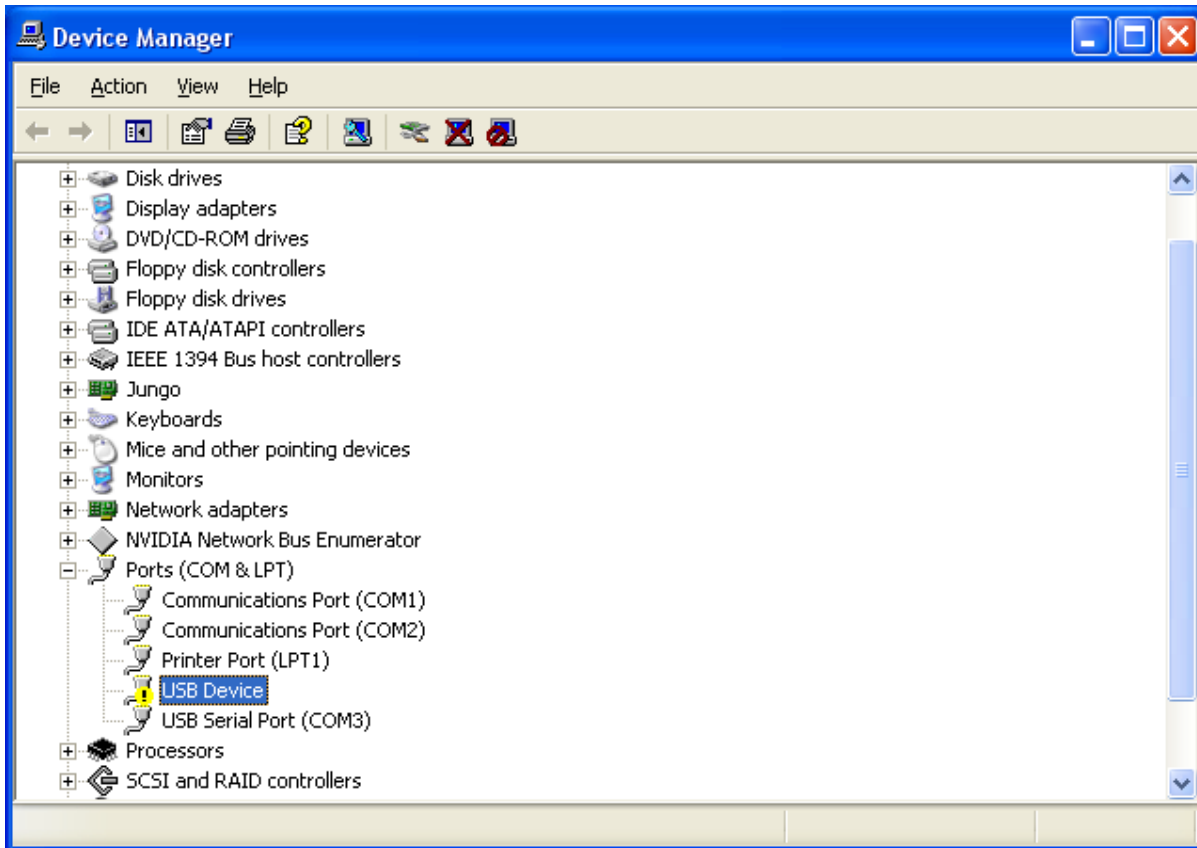 Device Manager
File Action View Help
Disk drives
Display adapters
DVD/CD-ROM drives
Floppy disk controllers
Floppy disk drives
IDE ATA/ATAPI controllers
IEEE 1394 Bus host controllers
Jungo
Keyboards
Mice and other pointing devices
Monitors
Network adapters
NVIDIA Network Bus Enumerator
Ports (COM & LPT)
Communications Port (COM1)
Communications Port (COM2)
Printer Port (LPT1)
USB Device
USB Serial Port (COM3)
Processors
SCSI and RAID controllers